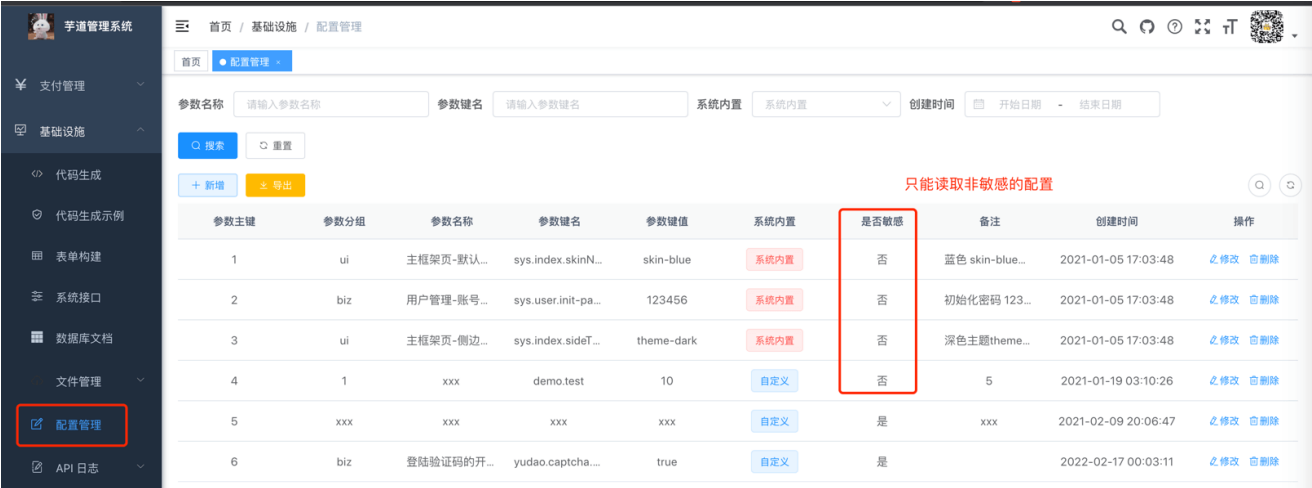 芋道管理系统
首页 / 基础设施 / 配置管理
首页
配置管理 ×
支付管理
基础设施
代码生成
代码生成示例
表单构建
系统接口
数据库文档
文件管理
配置管理
API 日志
参数名称 请输入参数名称 参数键名 请输入参数键名 系统内置 系统内置 创建时间 开始日期 - 结束日期
搜索 重置
+ 新增 导出
只能读取非敏感的配置
参数主键 参数分组 参数名称 参数键名 参数键值 系统内置 是否敏感 备注 创建时间 操作
1 ui 主框架页-默认... sys.index.skinN... skin-blue 系统内置 否 蓝色 skin-blue... 2021-01-05 17:03:48 修改 删除
2 biz 用户管理-账号... sys.user.init-pa... 123456 系统内置 否 初始化密码 123... 2021-01-05 17:03:48 修改 删除
3 ui 主框架页-侧边... sys.index.sideT... theme-dark 系统内置 否 深色主题theme... 2021-01-05 17:03:48 修改 删除
4 1 xxx demo.test 10 自定义 否 5 2021-01-19 03:10:26 修改 删除
5 xxx xxx xxx xxx 自定义 是 xxx 2021-02-09 20:06:47 修改 删除
6 biz 登陆验证码的开... yudao.captcha.... true 自定义 是 2022-02-17 00:03:11 修改 删除